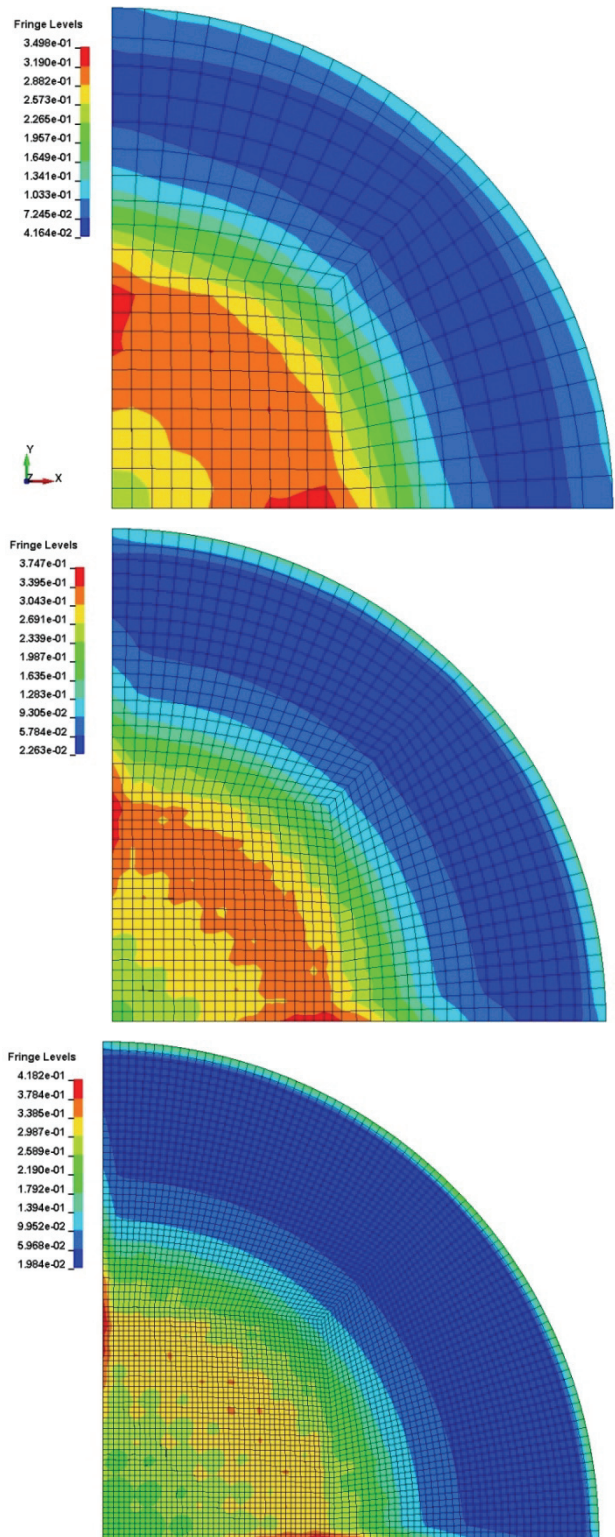 Fringe Levels
3.498e-01
3.190e-01
2.882e-01
2.573e-01
2.265e-01
1.957e-01
1.649e-01
1.341e-01
1.033e-01
7.245e-02
4.164e-02
Y
Z
X
Fringe Levels
3.747e-01
3.395e-01
3.043e-01
2.691e-01
2.339e-01
1.987e-01
1.635e-01
1.283e-01
9.305e-02
5.784e-02
2.263e-02
Fringe Levels
4.182e-01
3.784e-01
3.385e-01
2.987e-01
2.589e-01
2.190e-01
1.792e-01
1.394e-01
9.952e-02
5.968e-02
1.984e-02